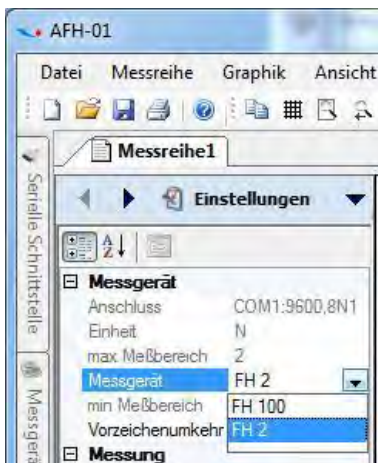 AFH-01
Datei Messreihe Graphik Ansicht
Messreihe1
Einstellungen
Serielle Schnittstelle
Messgerät
Anschluss COM1:9600,8N1
Einheit N
max Meßbereich 2
Messgerät FH 2
min Meßbereich FH 100
Vorzeichenumkehr FH 2
Messung